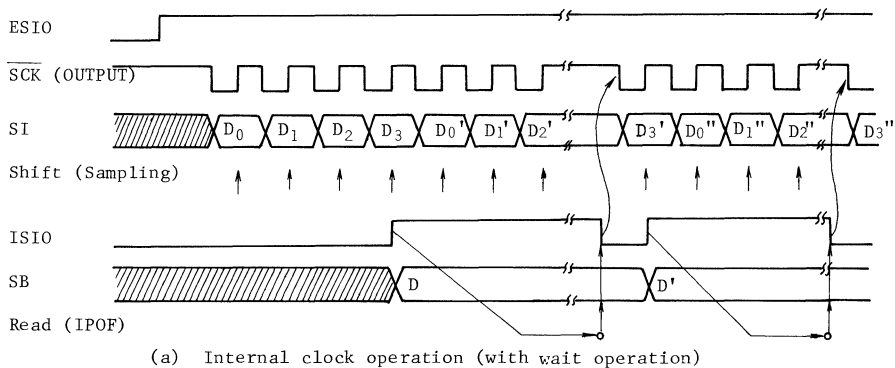 ESIO
SCK (OUTPUT)
SI D0 D1 D2 D3 D0' D1' D2' D3' D0" D1" D2" D3"
Shift (Sampling)
ISIO
SB D D'
Read (IPOF)
(a) Internal clock operation (with wait operation)